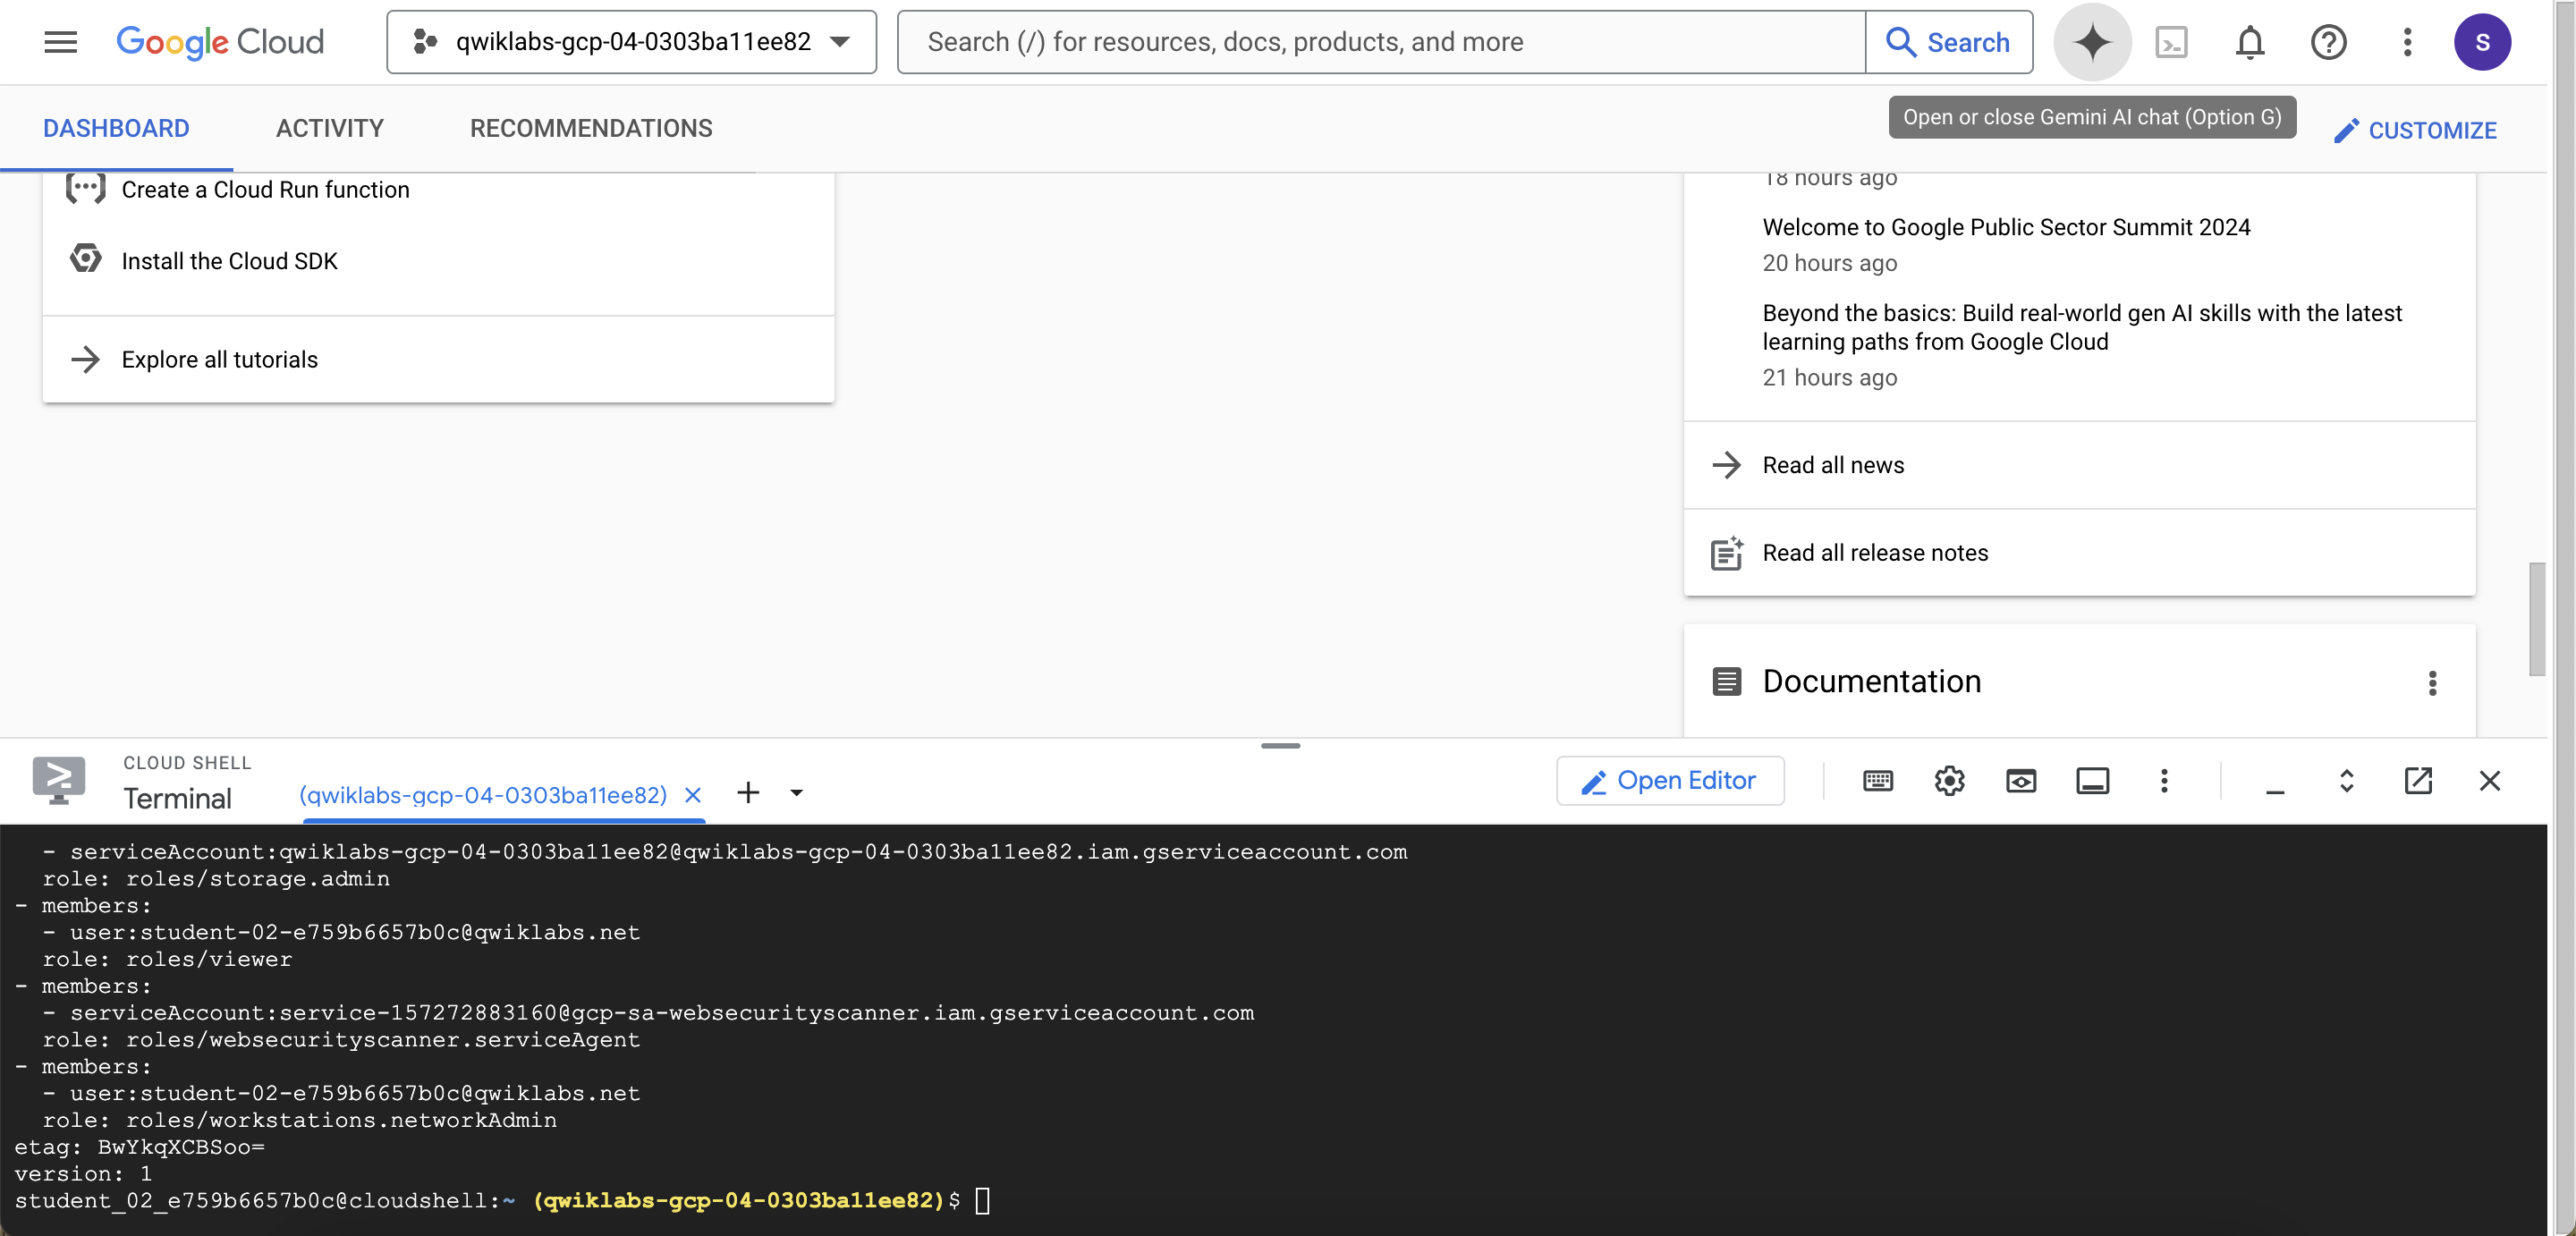 Google Cloud
qwiklabs-gcp-04-0303ba11ee82
Search (/) for resources, docs, products, and more
Search
S
DASHBOARD
ACTIVITY
RECOMMENDATIONS
Open or close Gemini AI chat (Option G)
CUSTOMIZE
Create a Cloud Run function
Install the Cloud SDK
Explore all tutorials
18 hours ago
Welcome to Google Public Sector Summit 2024
20 hours ago
Beyond the basics: Build real-world gen AI skills with the latest
learning paths from Google Cloud
21 hours ago
Read all news
Read all release notes
Documentation
CLOUD SHELL
Terminal
(qwiklabs-gcp-04-0303ba11ee82)
Open Editor
- serviceAccount:qwiklabs-gcp-04-0303ba11ee82@qwiklabs-gcp-04-0303ba11ee82.iam.gserviceaccount.com
role: roles/storage.admin
- members:
- user:student-02-e759b6657b0c@qwiklabs.net
role: roles/viewer
- members:
- serviceAccount:service-157272883160@gcp-sa-websecurityscanner.iam.gserviceaccount.com
role: roles/websecurityscanner.serviceAgent
- members:
- user:student-02-e759b6657b0c@qwiklabs.net
role: roles/workstations.networkAdmin
etag: BwYkqXCBSoo=
version: 1
student_02_e759b6657b0c@cloudshell:~ (qwiklabs-gcp-04-0303ba11ee82)$